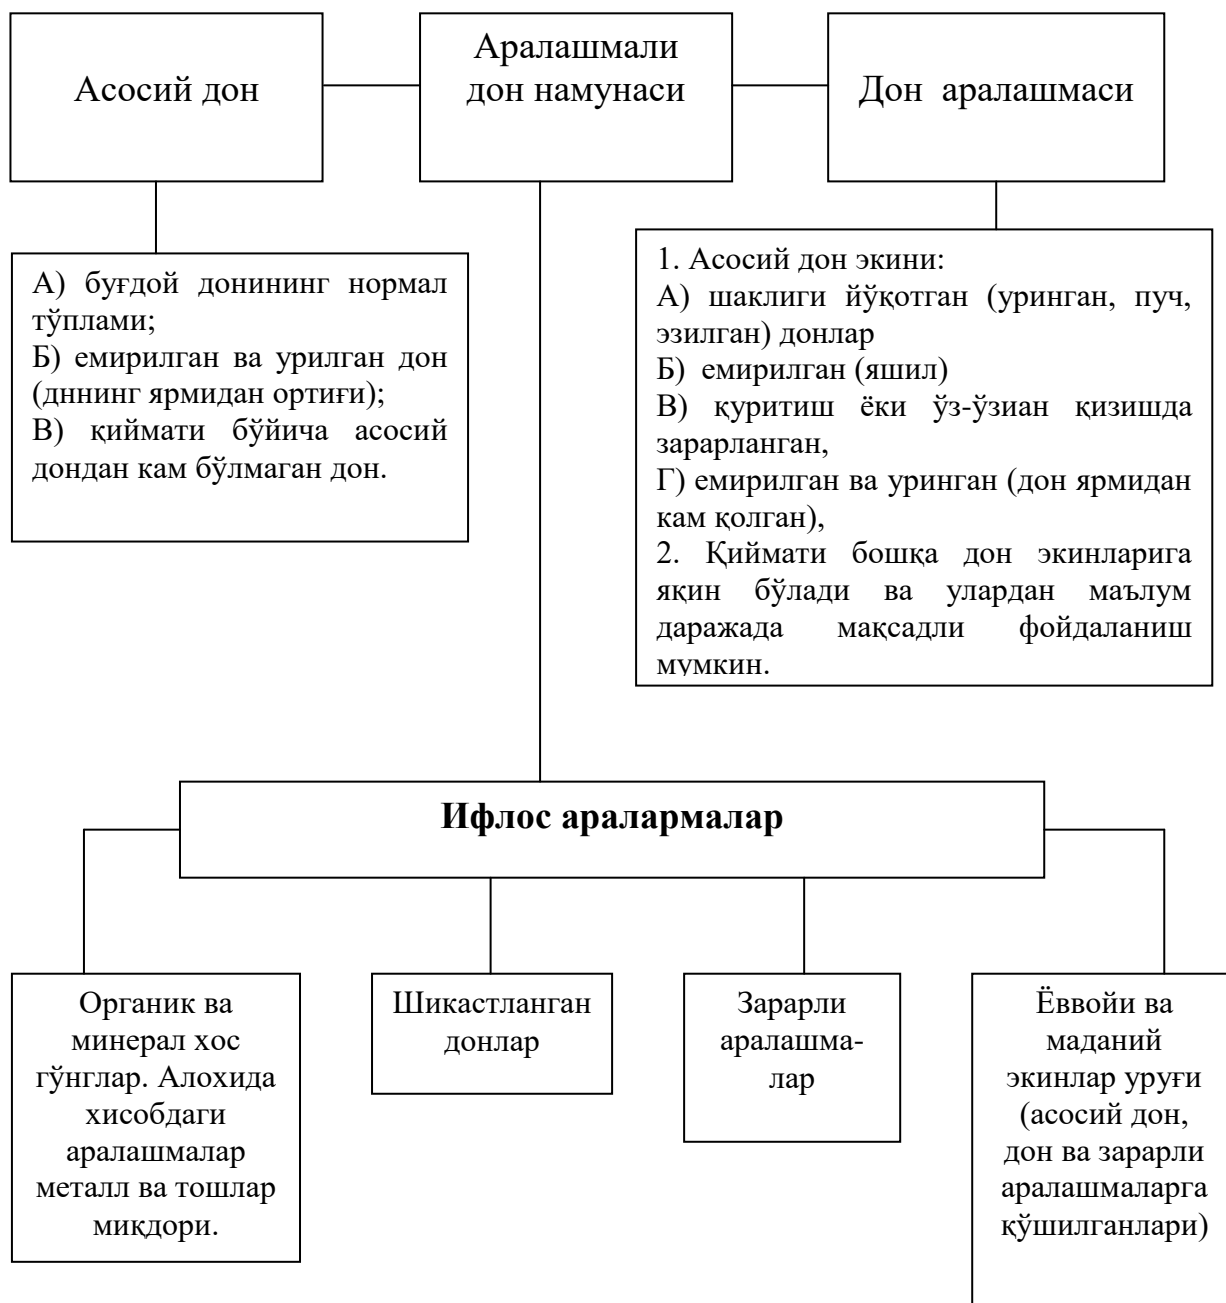 Асосий дон
Аралашмали
дон намунаси
Дон аралашмаси
А) буғдой донининг нормал
тўплами;
Б) емирилган ва урилган дон
(дннинг ярмидан ортиғи);
В) қиймати бўйича асосий
дондан кам бўлмаган дон.
1. Асосий дон экини:
А) шаклиги йўқотган (уринган, пуч,
эзилган) донлар
Б) емирилган (яшил)
В) қуритиш ёки ўз-ўзиан қизишда
зарарланган,
Г) емирилган ва уринган (дон ярмидан
кам қолган),
2. Қиймати бошқа дон экинларига
яқин бўлади ва улардан маълум
даражада мақсадли фойдаланиш
мумкин.
Ифлос аралармалар
Органик ва
минерал хос
гўнглар. Алохида
хисобдаги
аралашмалар
металл ва тошлар
миқдори.
Шикастланган
донлар
Зарарли
аралашма-
лар
Ёввойи ва
маданий
экинлар уруғи
(асосий дон,
дон ва зарарли
аралашмаларга
қўшилганлари)